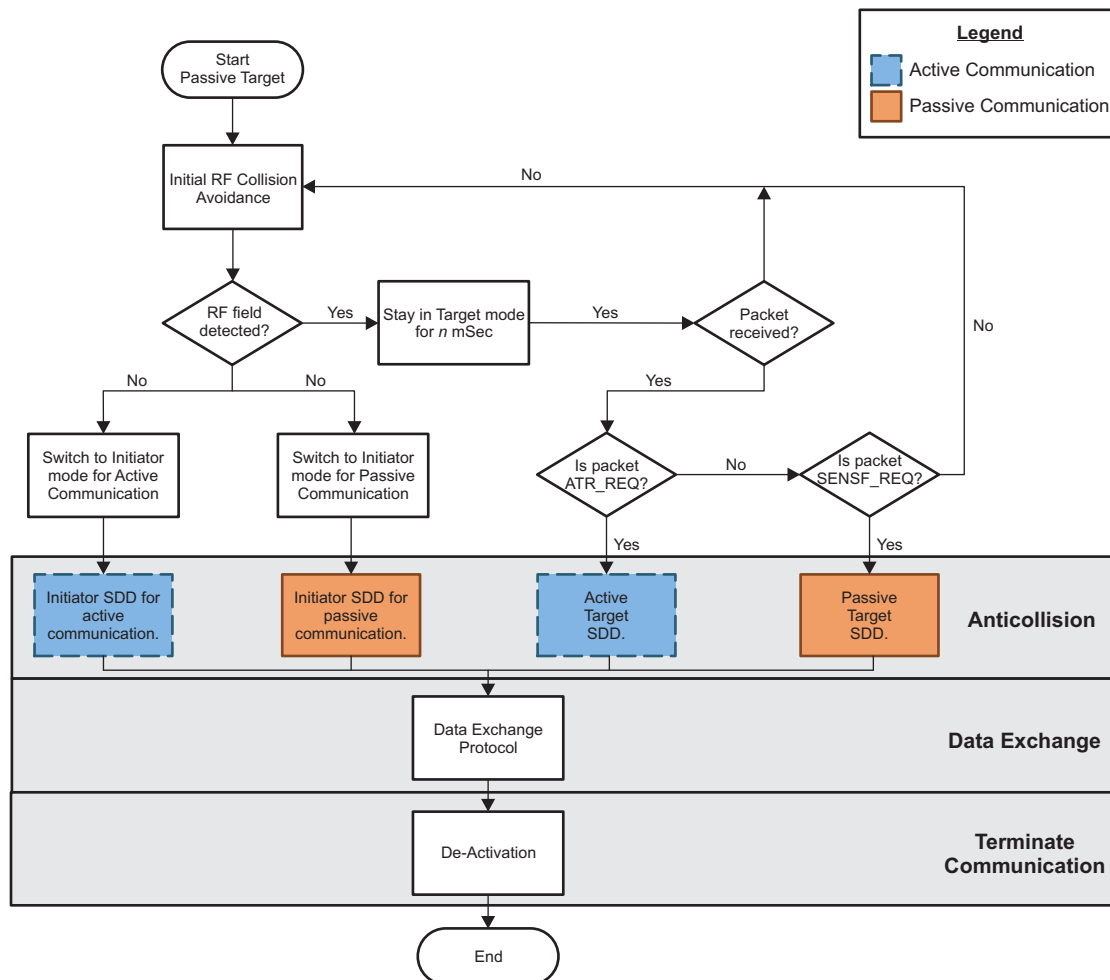 Legend
Active Communication
Passive Communication
Start
Passive Target
Initial RF Collision
Avoidance
No
RF field
detected?
Yes
Stay in Target mode
for n mSec
Yes
Packet
received?
No
No
No
Yes
Switch to Initiator
mode for Active
Communication
Switch to Initiator
mode for Passive
Communication
Is packet
ATR_REQ?
No
Is packet
SENSF_REQ?
Yes
Yes
Initiator SDD for
active
communication.
Initiator SDD for
passive
communication.
Active
Target
SDD.
Passive
Target
SDD.
Anticollision
Data Exchange
Protocol
Data Exchange
De-Activation
Terminate
Communication
End